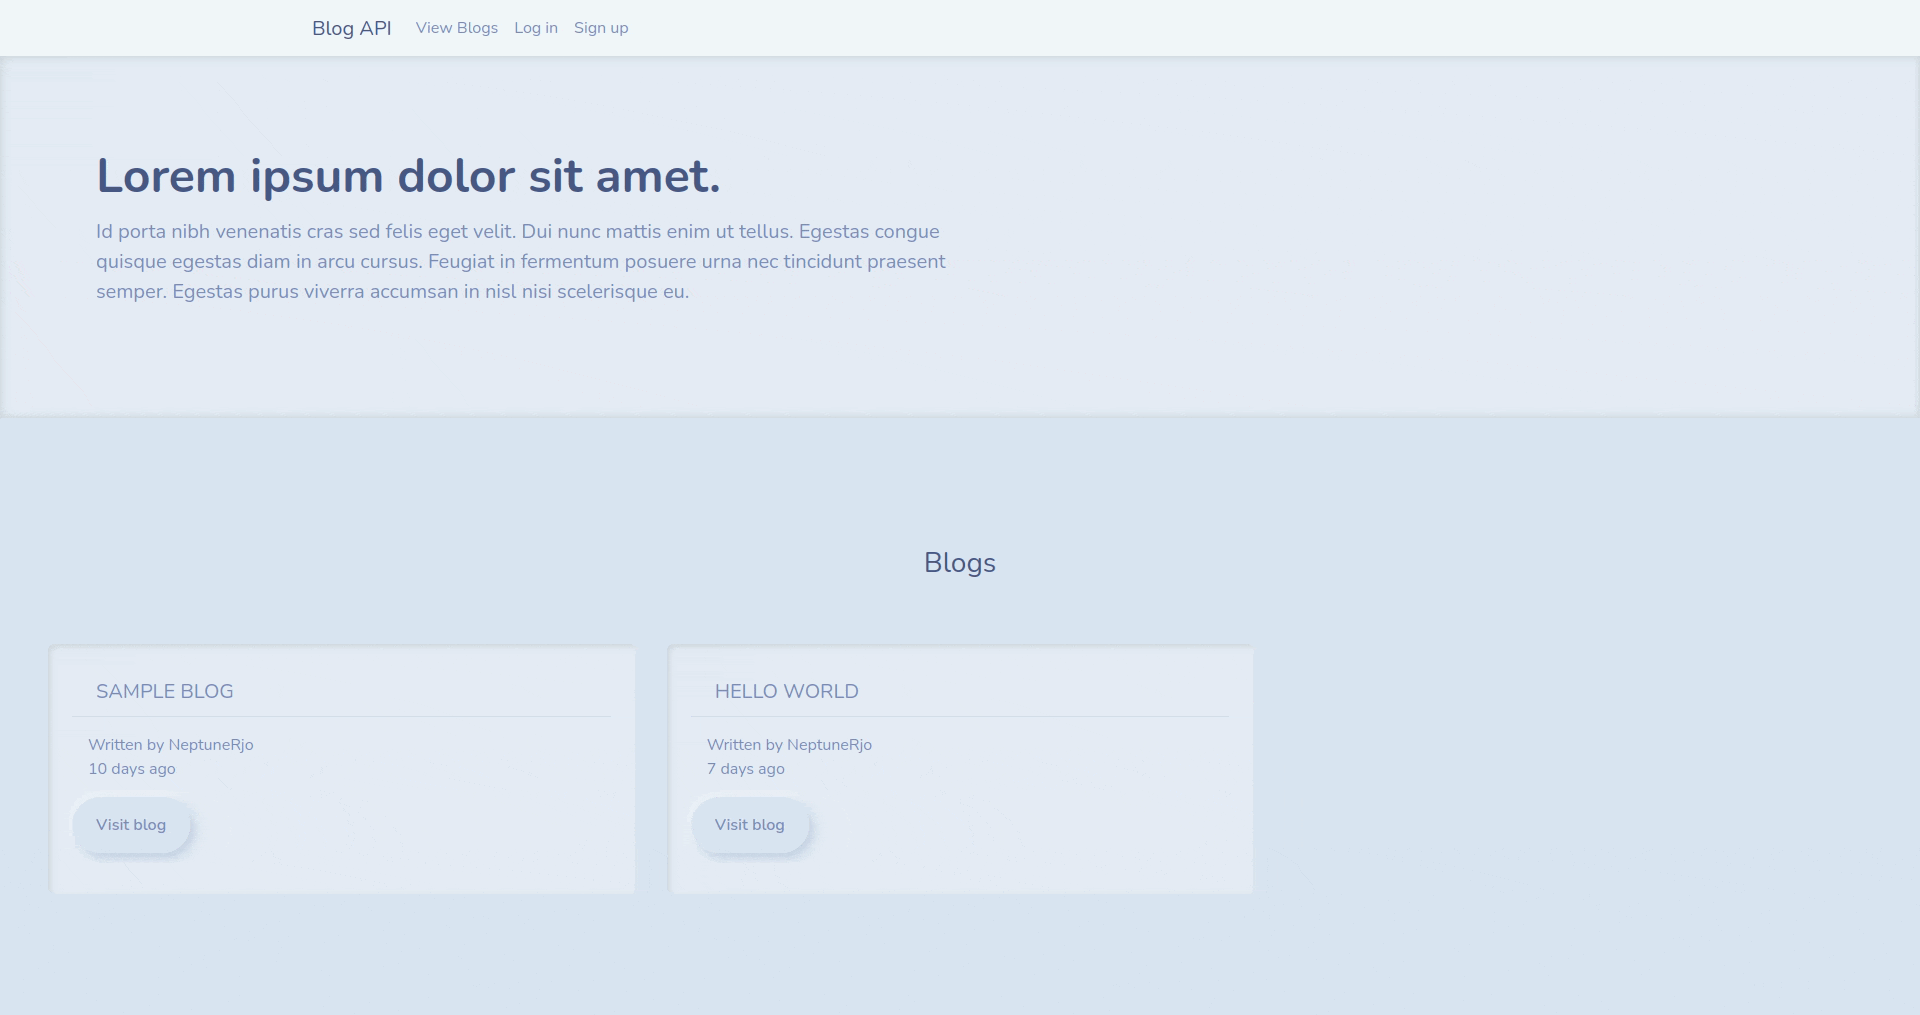 Blog API View Blogs Log in Sign up
Lorem ipsum dolor sit amet.
Id porta nibh venenatis cras sed felis eget velit. Dui nunc mattis enim ut tellus. Egestas congue
quisque egestas diam in arcu cursus. Feugiat in fermentum posuere urna nec tincidunt praesent
semper. Egestas purus viverra accumsan in nisl nisi scelerisque eu.
Blogs
SAMPLE BLOG
Written by NeptuneRjo
10 days ago
Visit blog
HELLO WORLD
Written by NeptuneRjo
7 days ago
Visit blog